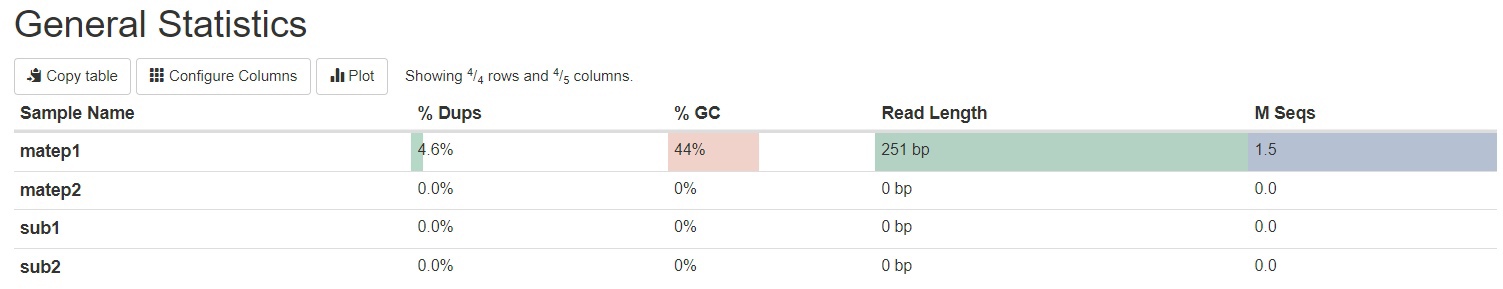 General Statistics
Copy table Configure Columns Plot Showing 4/4 rows and 4/5 columns.
Sample Name % Dups % GC Read Length M Seqs
matep1 4.6% 44% 251 bp 1.5
matep2 0.0% 0% 0 bp 0.0
sub1 0.0% 0% 0 bp 0.0
sub2 0.0% 0% 0 bp 0.0